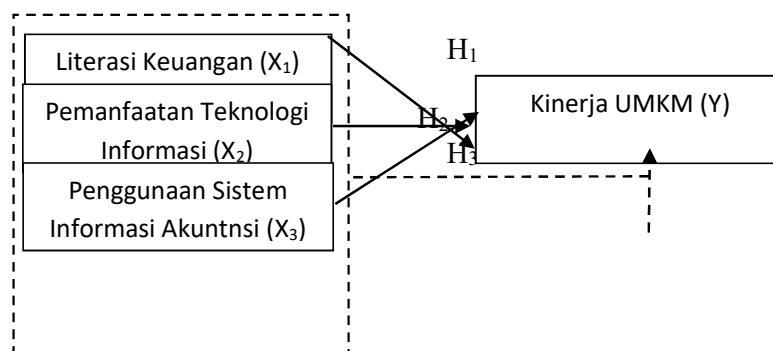 Literasi Keuangan (X₁)
Pemanfaatan Teknologi
Informasi (X₂)
Penggunaan Sistem
Informasi Akuntnsi (X₃)
H₁
H₂
H₃
Kinerja UMKM (Y)